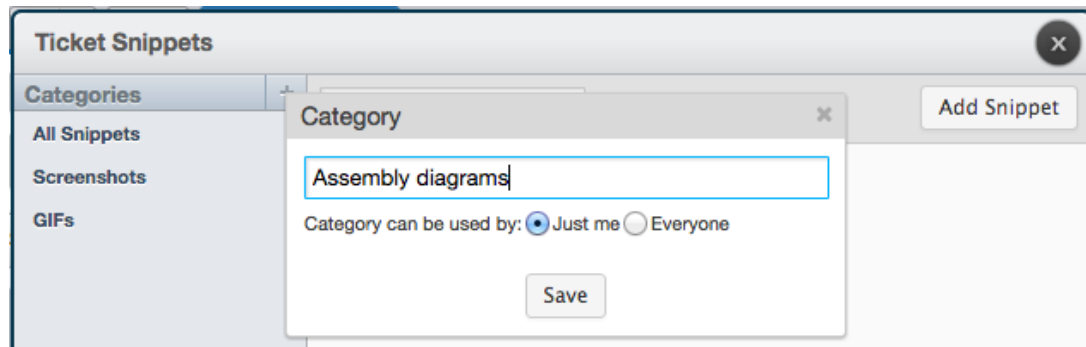 Ticket Snippets
Categories
+
Add Snippet
All Snippets
Screenshots
GIFs
Category
Assembly diagrams
Category can be used by: Just me Everyone
Save